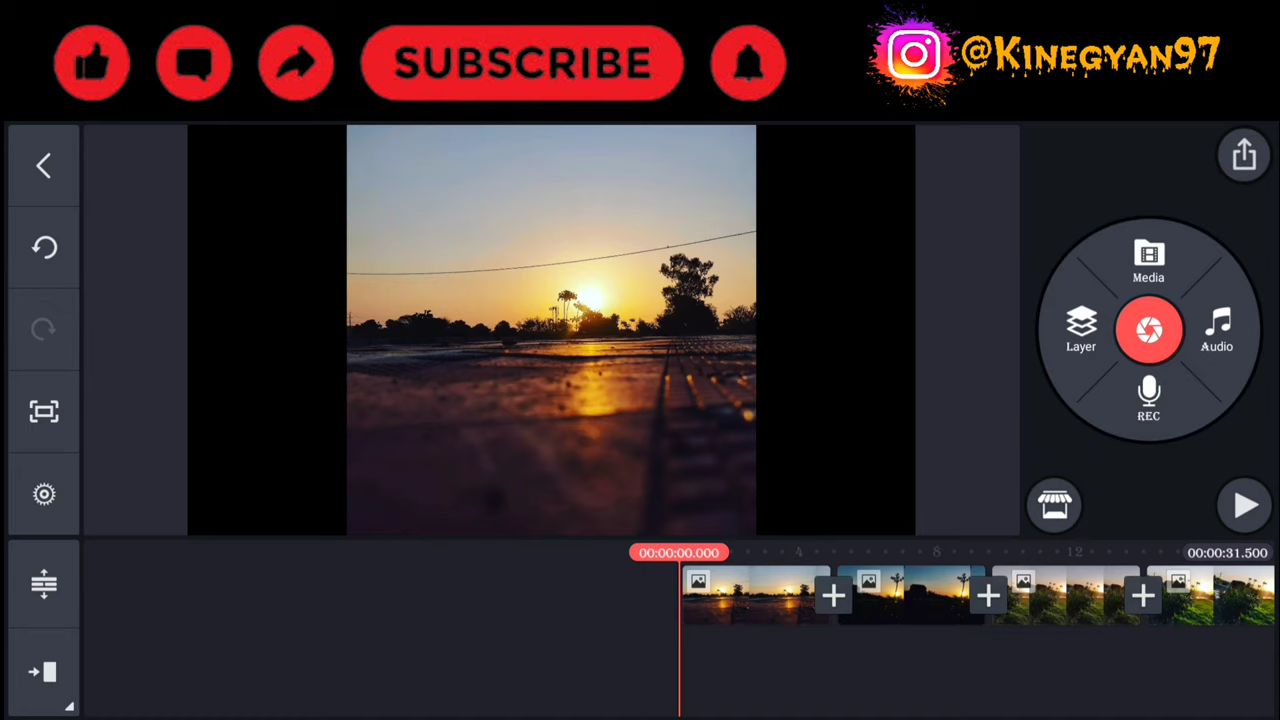 SUBSCRIBE
@KINEGYAN97
Media
Layer
Audio
REC
00:00:00.000
4
8
12
00:00:31.500